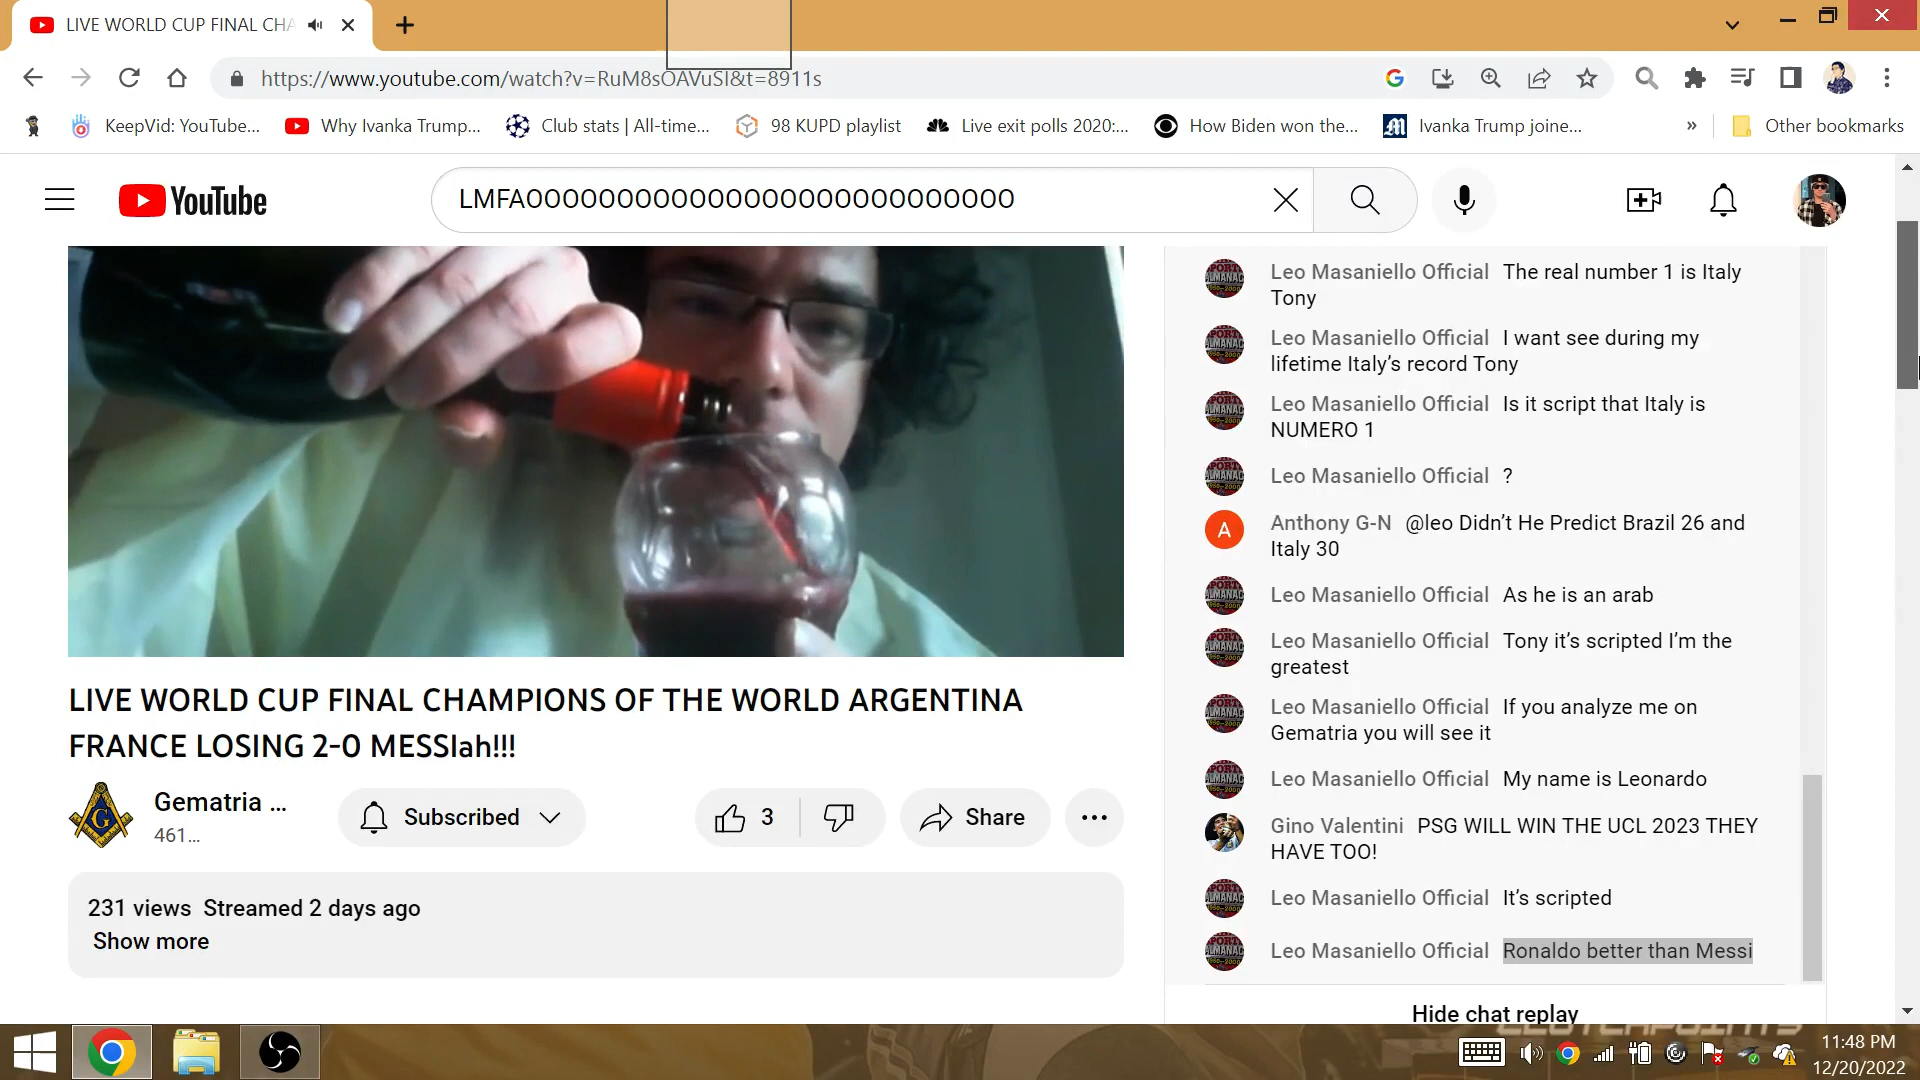 LIVE WORLD CUP FINAL CHA
https://www.youtube.com/watch?v=RuM8sOAVuSI&t=8911s
KeepVid: YouTube...
Why Ivanka Trump...
Club stats | All-time...
98 KUPD playlist
Live exit polls 2020:...
How Biden won the...
Ivanka Trump joine...
»
Other bookmarks
YouTube
LMFAOOOOOOOOOOOOOOOOOOOOOOOOOOO
Leo Masaniello Official The real number 1 is Italy
Tony
Leo Masaniello Official I want see during my
lifetime Italy’s record Tony
Leo Masaniello Official Is it script that Italy is
NUMERO 1
Leo Masaniello Official ?
A Anthony G-N @leo Didn’t He Predict Brazil 26 and
Italy 30
Leo Masaniello Official As he is an arab
Leo Masaniello Official Tony it’s scripted I’m the
greatest
Leo Masaniello Official If you analyze me on
Gematria you will see it
Leo Masaniello Official My name is Leonardo
Gino Valentini PSG WILL WIN THE UCL 2023 THEY
HAVE TOO!
Leo Masaniello Official It’s scripted
Leo Masaniello Official Ronaldo better than Messi
Hide chat replay
LIVE WORLD CUP FINAL CHAMPIONS OF THE WORLD ARGENTINA
FRANCE LOSING 2-0 MESSIah!!!
G
Gematria ...
461...
Subscribed
3
Share
231 views Streamed 2 days ago
Show more
11:48 PM
12/20/2022